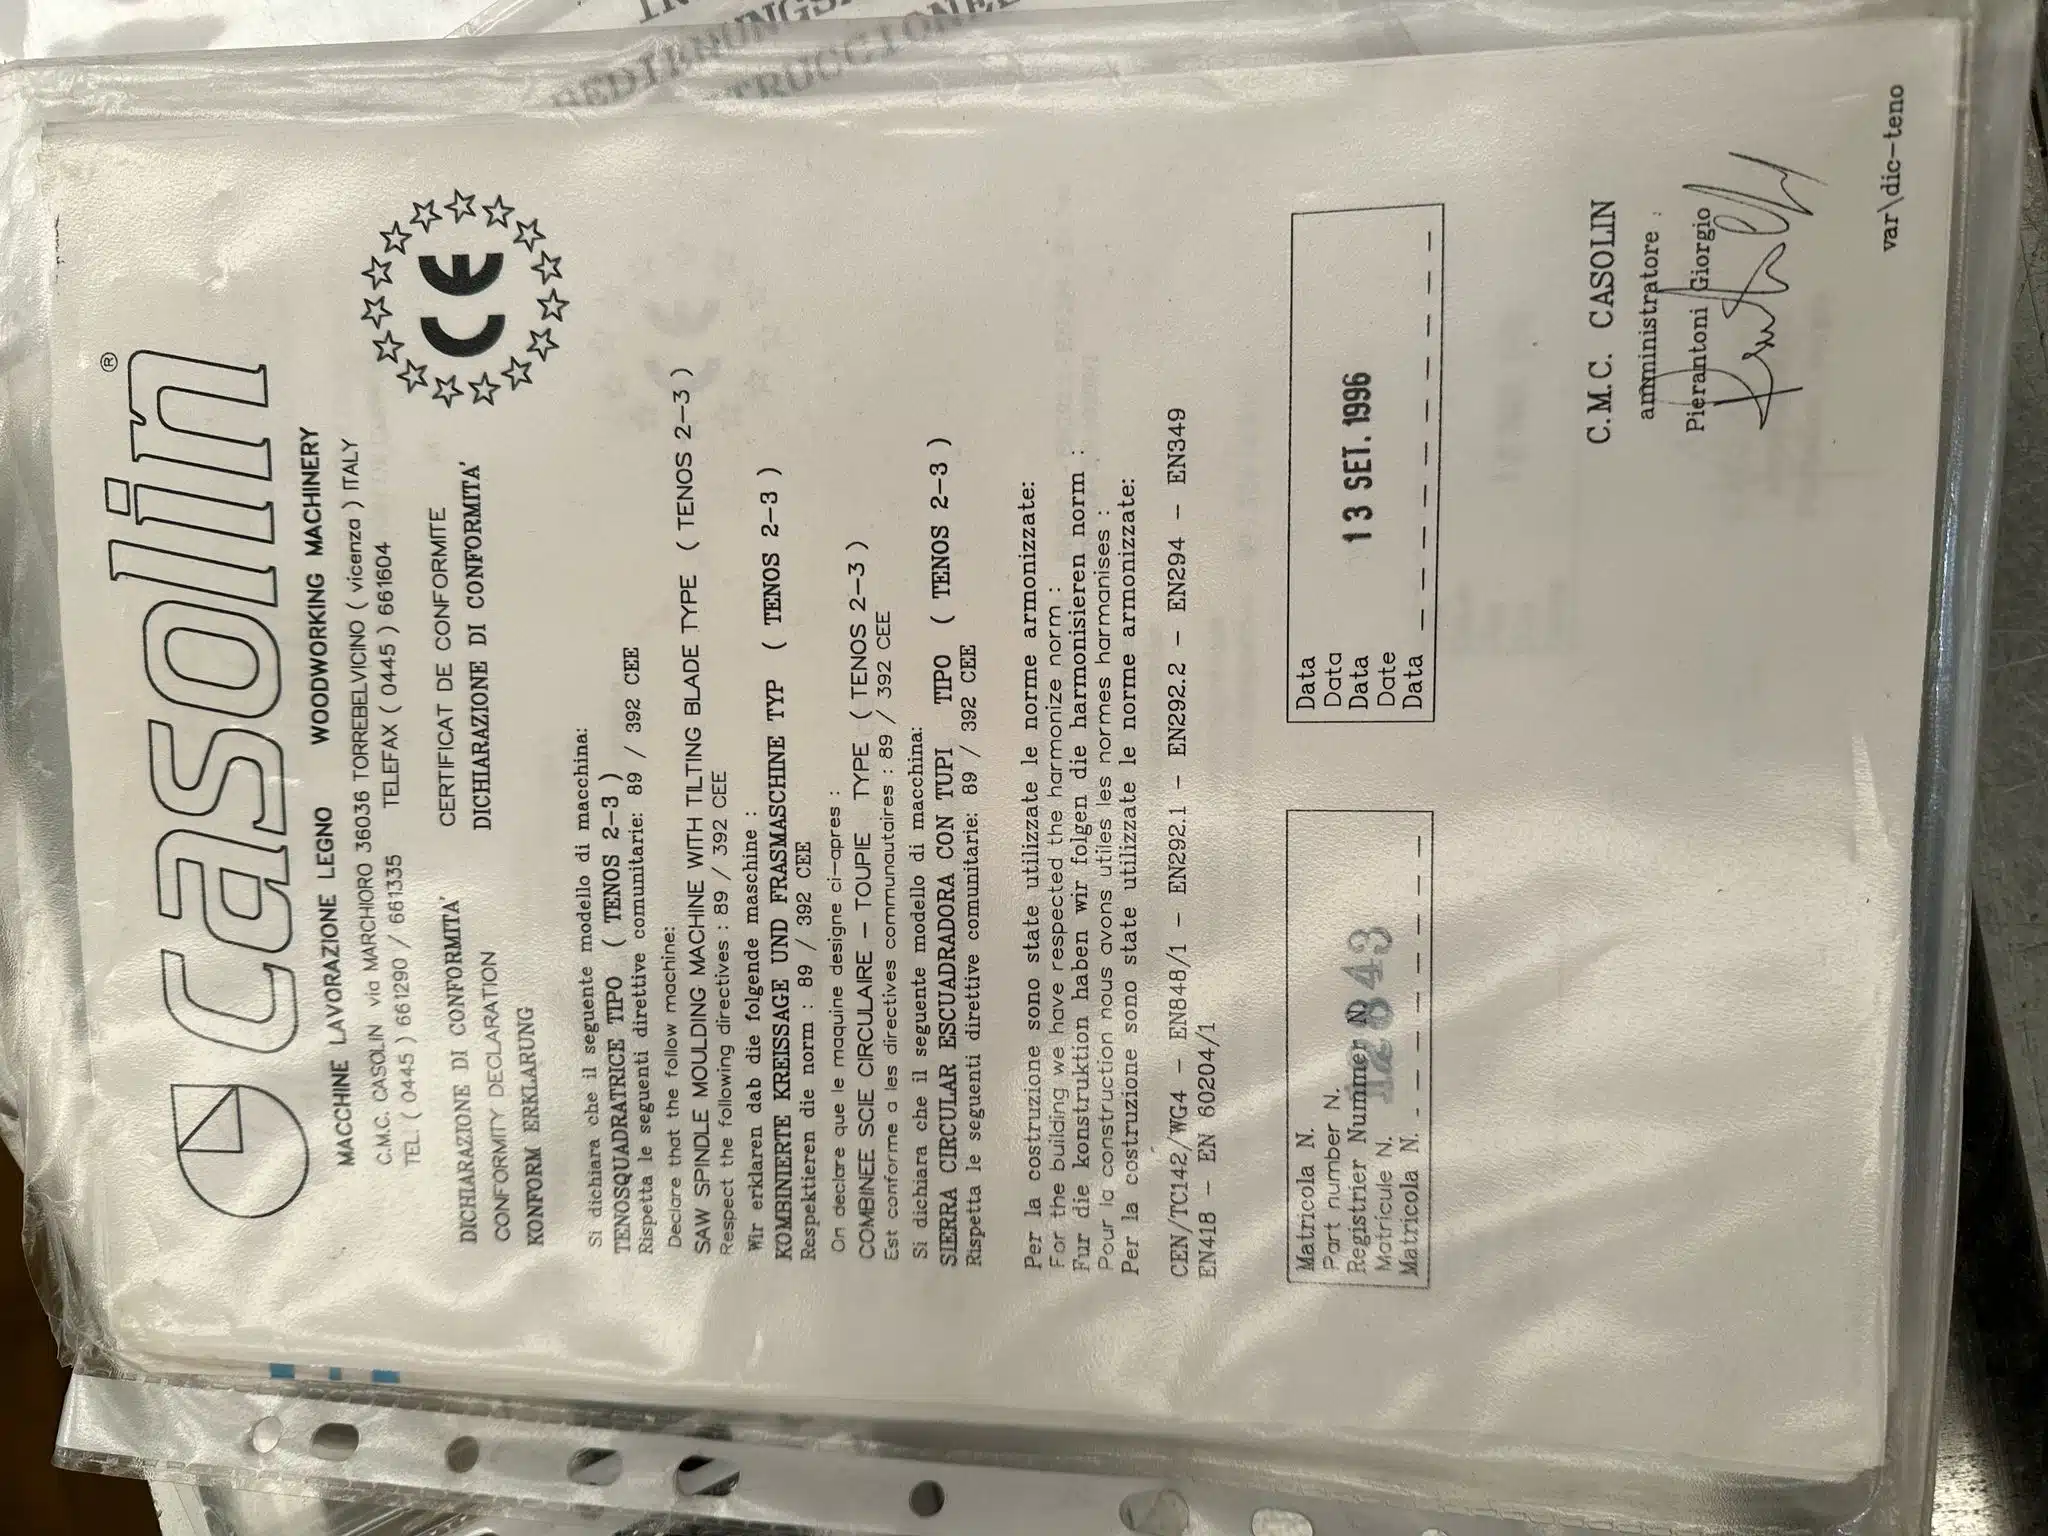 casolin®
MACCHINE LAVORAZIONE LEGNO WOODWORKING MACHINERY
C.M.C. CASOLIN via MARCHIORO 36036 TORREBELVICINO ( vicenza ) ITALY
TEL. ( 0445 ) 661290 / 661335 TELEFAX ( 0445 ) 661604
DICHIARAZIONE DI CONFORMITA' CERTIFICAT DE CONFORMITE
CONFORMITY DECLARATION DICHIARAZIONE DI CONFORMITA'
KONFORM ERKLARUNG
CE
Si dichiara che il seguente modello di macchina:
TENOSQUADRATRICE TIPO ( TENOS 2-3 )
Rispetta le seguenti direttive comunitarie: 89 / 392 CEE
Declare that the follow machine:
SAW SPINDLE MOULDING MACHINE WITH TILTING BLADE TYPE ( TENOS 2-3 )
Respect the following directives : 89 / 392 CEE
Wir erklaren dab die folgende maschine :
KOMBINIERTE KREISSAGE UND FRASMASCHINE TYP ( TENOS 2-3 )
Respektieren die norm : 89 / 392 CEE
On declare que le maquine designe ci-apres :
COMBINEE SCIE CIRCULAIRE - TOUPIE TYPE ( TENOS 2-3 )
Est conforme a les directives communautaires : 89 / 392 CEE
Si dichiara che il seguente modello di macchina:
SIERRA CIRCULAR ESCUADRADORA CON TUPI TIPO ( TENOS 2-3 )
Rispetta le seguenti direttive comunitarie: 89 / 392 CEE
Per la costruzione sono state utilizzate le norme armonizzate:
For the building we have respected the harmonize norm :
Fur die konstruktion haben wir folgen die harmonisieren norm :
Pour la construction nous avons utiles les normes harmanises :
Per la costruzione sono state utilizzate le norme armonizzate:
CEN/TC142/WG4 - EN848/1 - EN292.1 - EN292.2 - EN294 - EN349
EN418 - EN 60204/1
Matricola N.
Part number N.
Registrier Nummer N
Matricule N.
Matricola N.
12843
Data
Data
Data
Date
Data
13 SET. 1996
C.M.C. CASOLIN
amministratore :
Pierantoni Giorgio
var\dic-teno